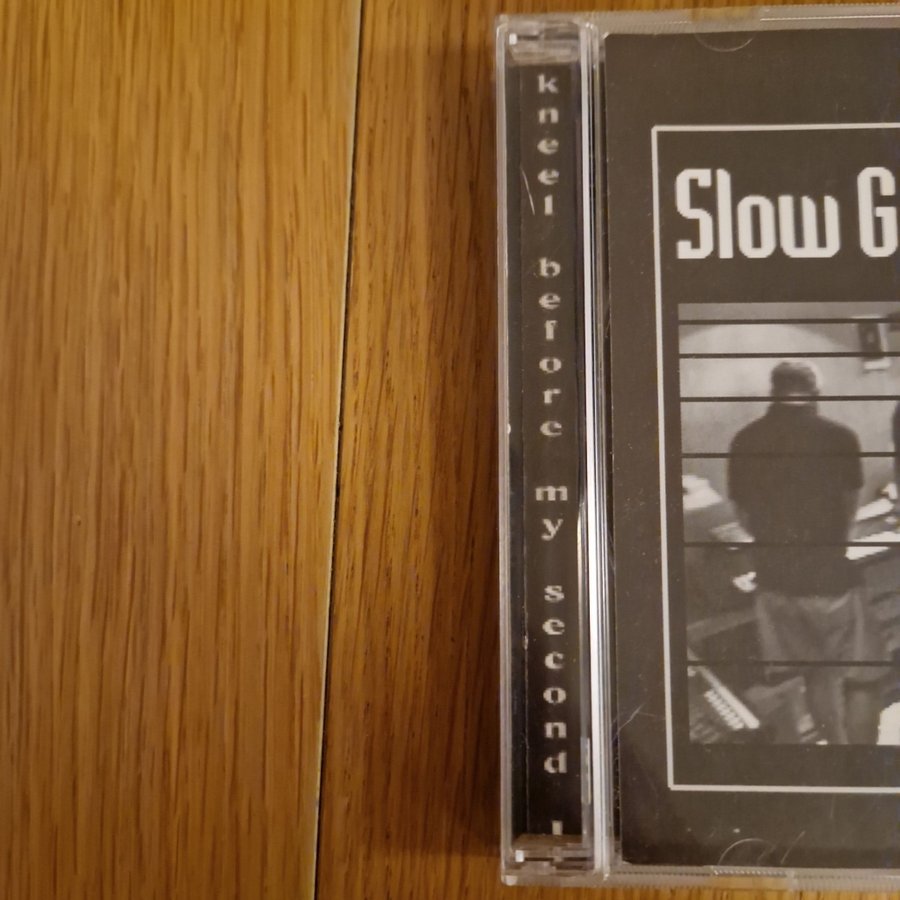 kneel before my second
Slow G